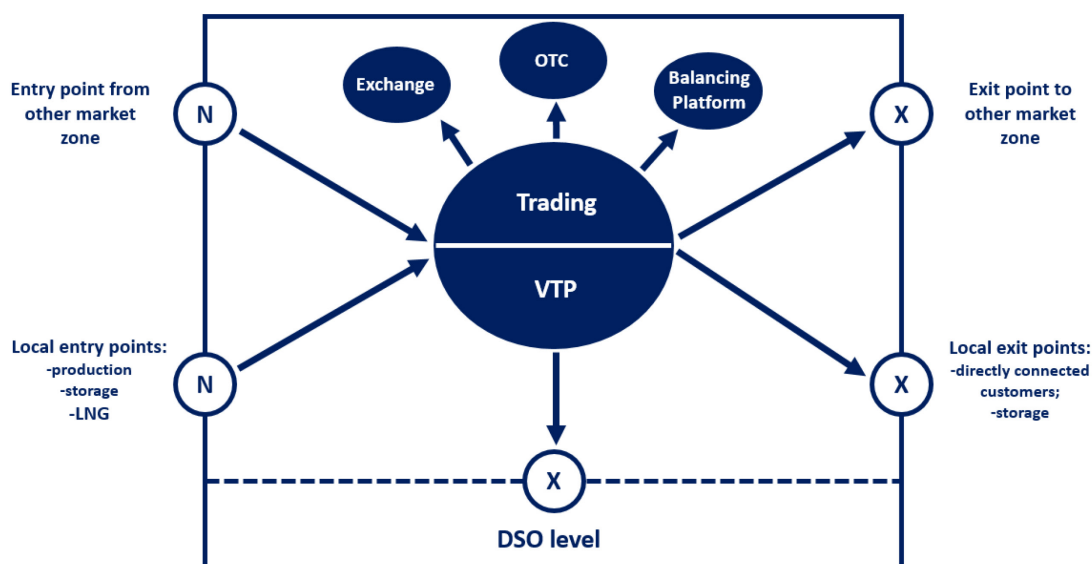 OTC
Exchange
Balancing
Platform
Entry point from
other market
zone
N
X
Exit point to
other market
zone
Trading
VTP
Local entry points:
-production
-storage
-LNG
N
X
Local exit points:
-directly connected
customers;
-storage
X
DSO level